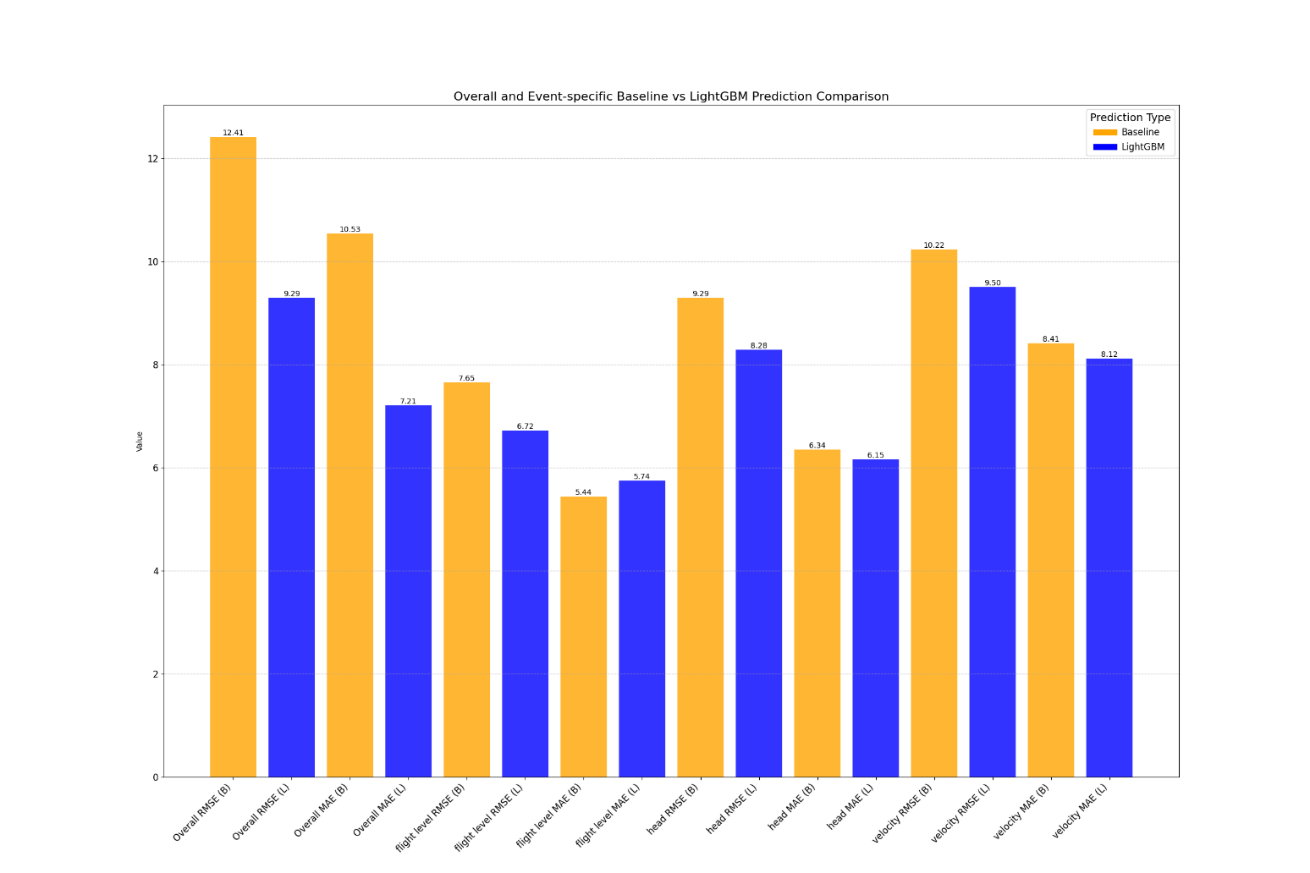 Overall and Event-specific Baseline vs LightGBM Prediction Comparison
Prediction Type
Baseline
LightGBM
Value
12
10
8
6
4
2
0
12.41
9.29
10.53
7.21
7.65
6.72
5.44
5.74
9.29
8.28
6.34
6.15
10.22
9.50
8.41
8.12
Overall RMSE (B)
Overall RMSE (L)
Overall MAE (B)
Overall MAE (L)
flight level RMSE (B)
flight level RMSE (L)
flight level MAE (B)
flight level MAE (L)
head RMSE (B)
head RMSE (L)
head MAE (B)
head MAE (L)
velocity RMSE (B)
velocity RMSE (L)
velocity MAE (B)
velocity MAE (L)